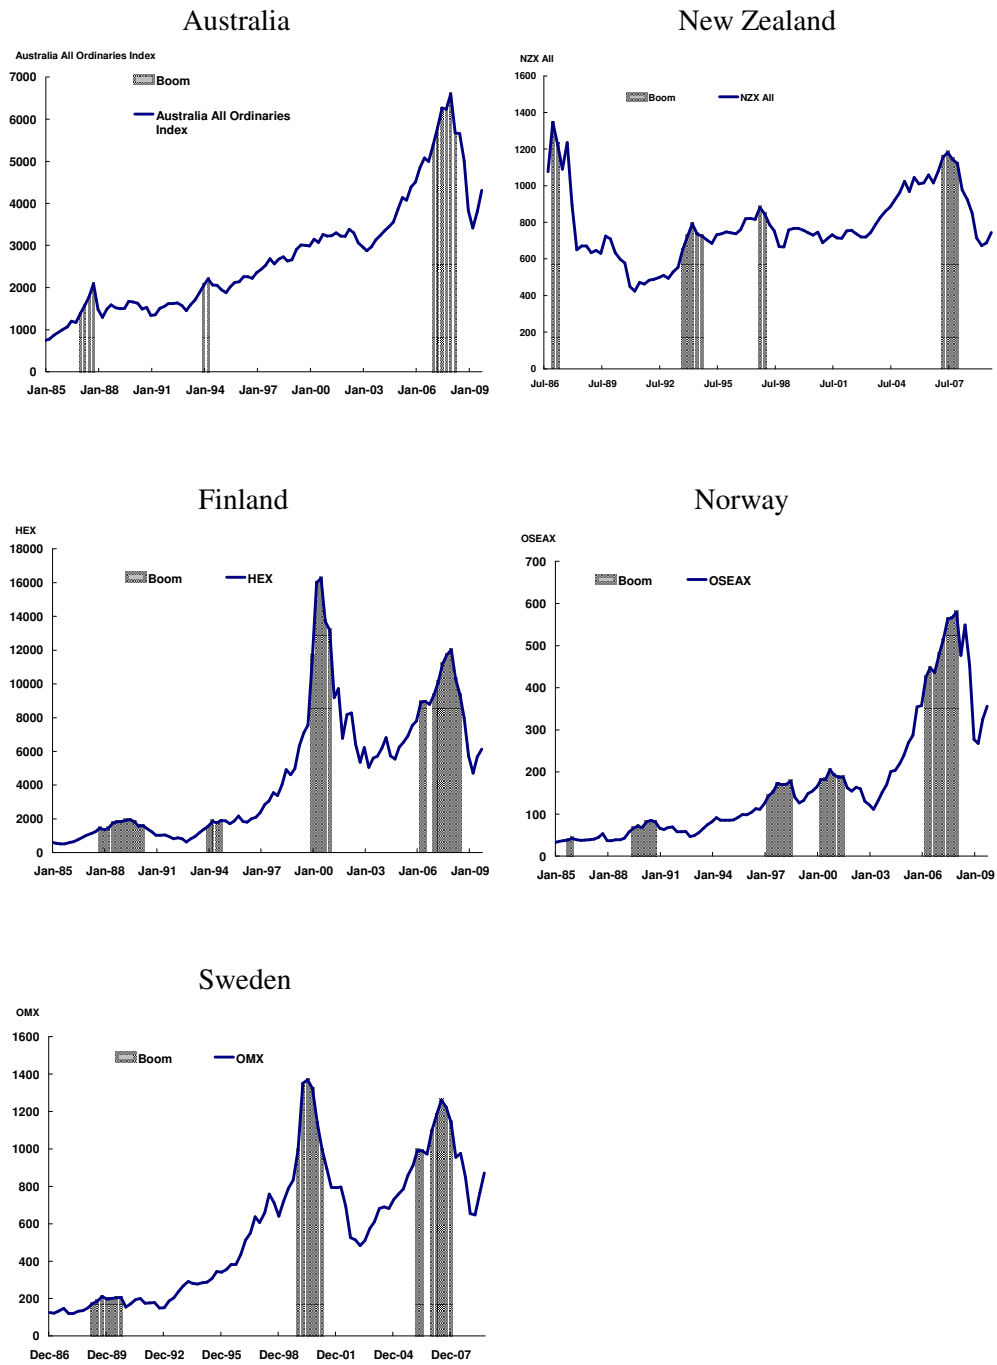 Australia
Australia All Ordinaries Index
7000
6000
5000
4000
3000
2000
1000
0
Boom
Australia All Ordinaries
Index
Jan-85 Jan-88 Jan-91 Jan-94 Jan-97 Jan-00 Jan-03 Jan-06 Jan-09
New Zealand
NZX All
1600
1400
1200
1000
800
600
400
200
0
Boom NZX All
Jul-86 Jul-89 Jul-92 Jul-95 Jul-98 Jul-01 Jul-04 Jul-07
Finland
HEX
18000
16000
14000
12000
10000
8000
6000
4000
2000
0
Boom HEX
Jan-85 Jan-88 Jan-91 Jan-94 Jan-97 Jan-00 Jan-03 Jan-06 Jan-09
Norway
OSEAX
700
600
500
400
300
200
100
0
Boom OSEAX
Jan-85 Jan-88 Jan-91 Jan-94 Jan-97 Jan-00 Jan-03 Jan-06 Jan-09
Sweden
OMX
1600
1400
1200
1000
800
600
400
200
0
Boom OMX
Dec-86 Dec-89 Dec-92 Dec-95 Dec-98 Dec-01 Dec-04 Dec-07